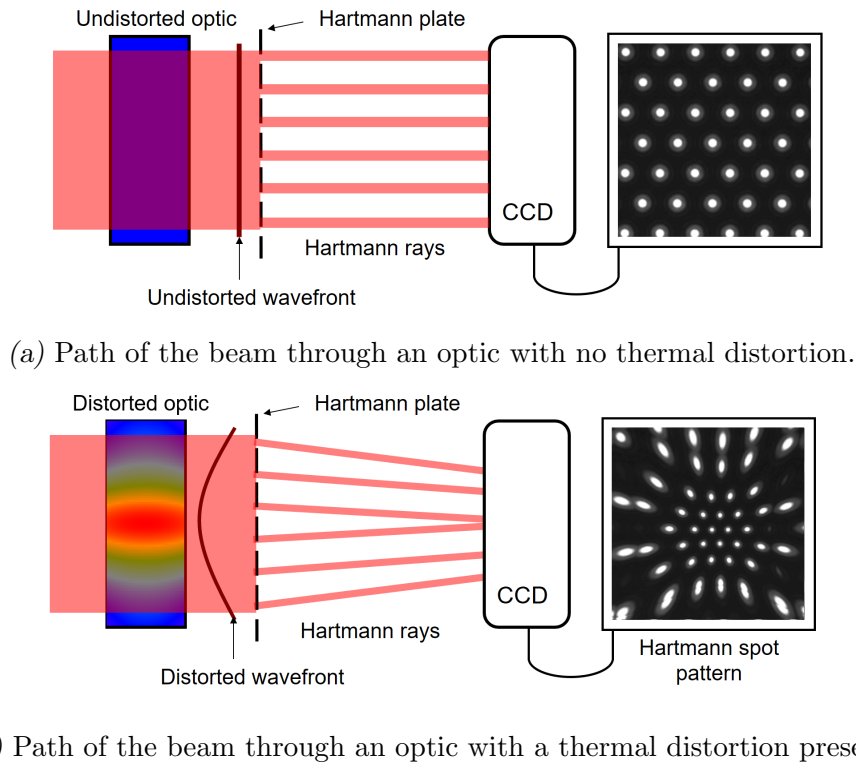 Undistorted optic
Hartmann plate
CCD
Hartmann rays
Undistorted wavefront
(a) Path of the beam through an optic with no thermal distortion.
Distorted optic
Hartmann plate
CCD
Hartmann rays
Hartmann spot
pattern
Distorted wavefront
) Path of the beam through an optic with a thermal distortion prese